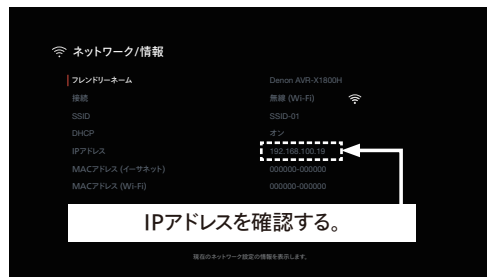 ネットワーク/情報
フレンドリーネーム Denon AVR-X1800H
接続 無線 (Wi-Fi)
SSID SSID-01
DHCP オン
IPアドレス 192.168.100.19
MACアドレス (イーサネット) 000000-000000
MACアドレス (Wi-Fi) 000000-000000
IPアドレスを確認する。
現在のネットワーク設定の情報を表示します。